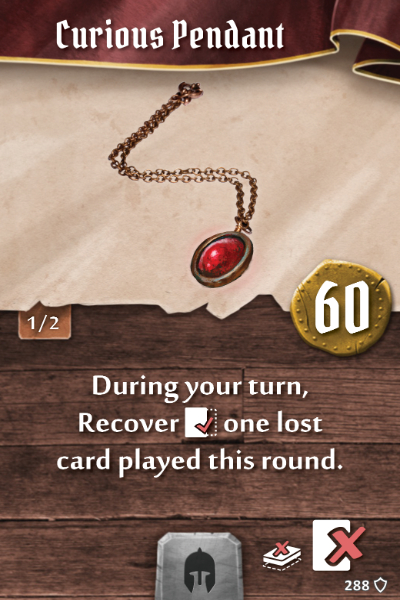 Curious Pendant
1/2
60
During your turn,
Recover one lost
card played this round.
288